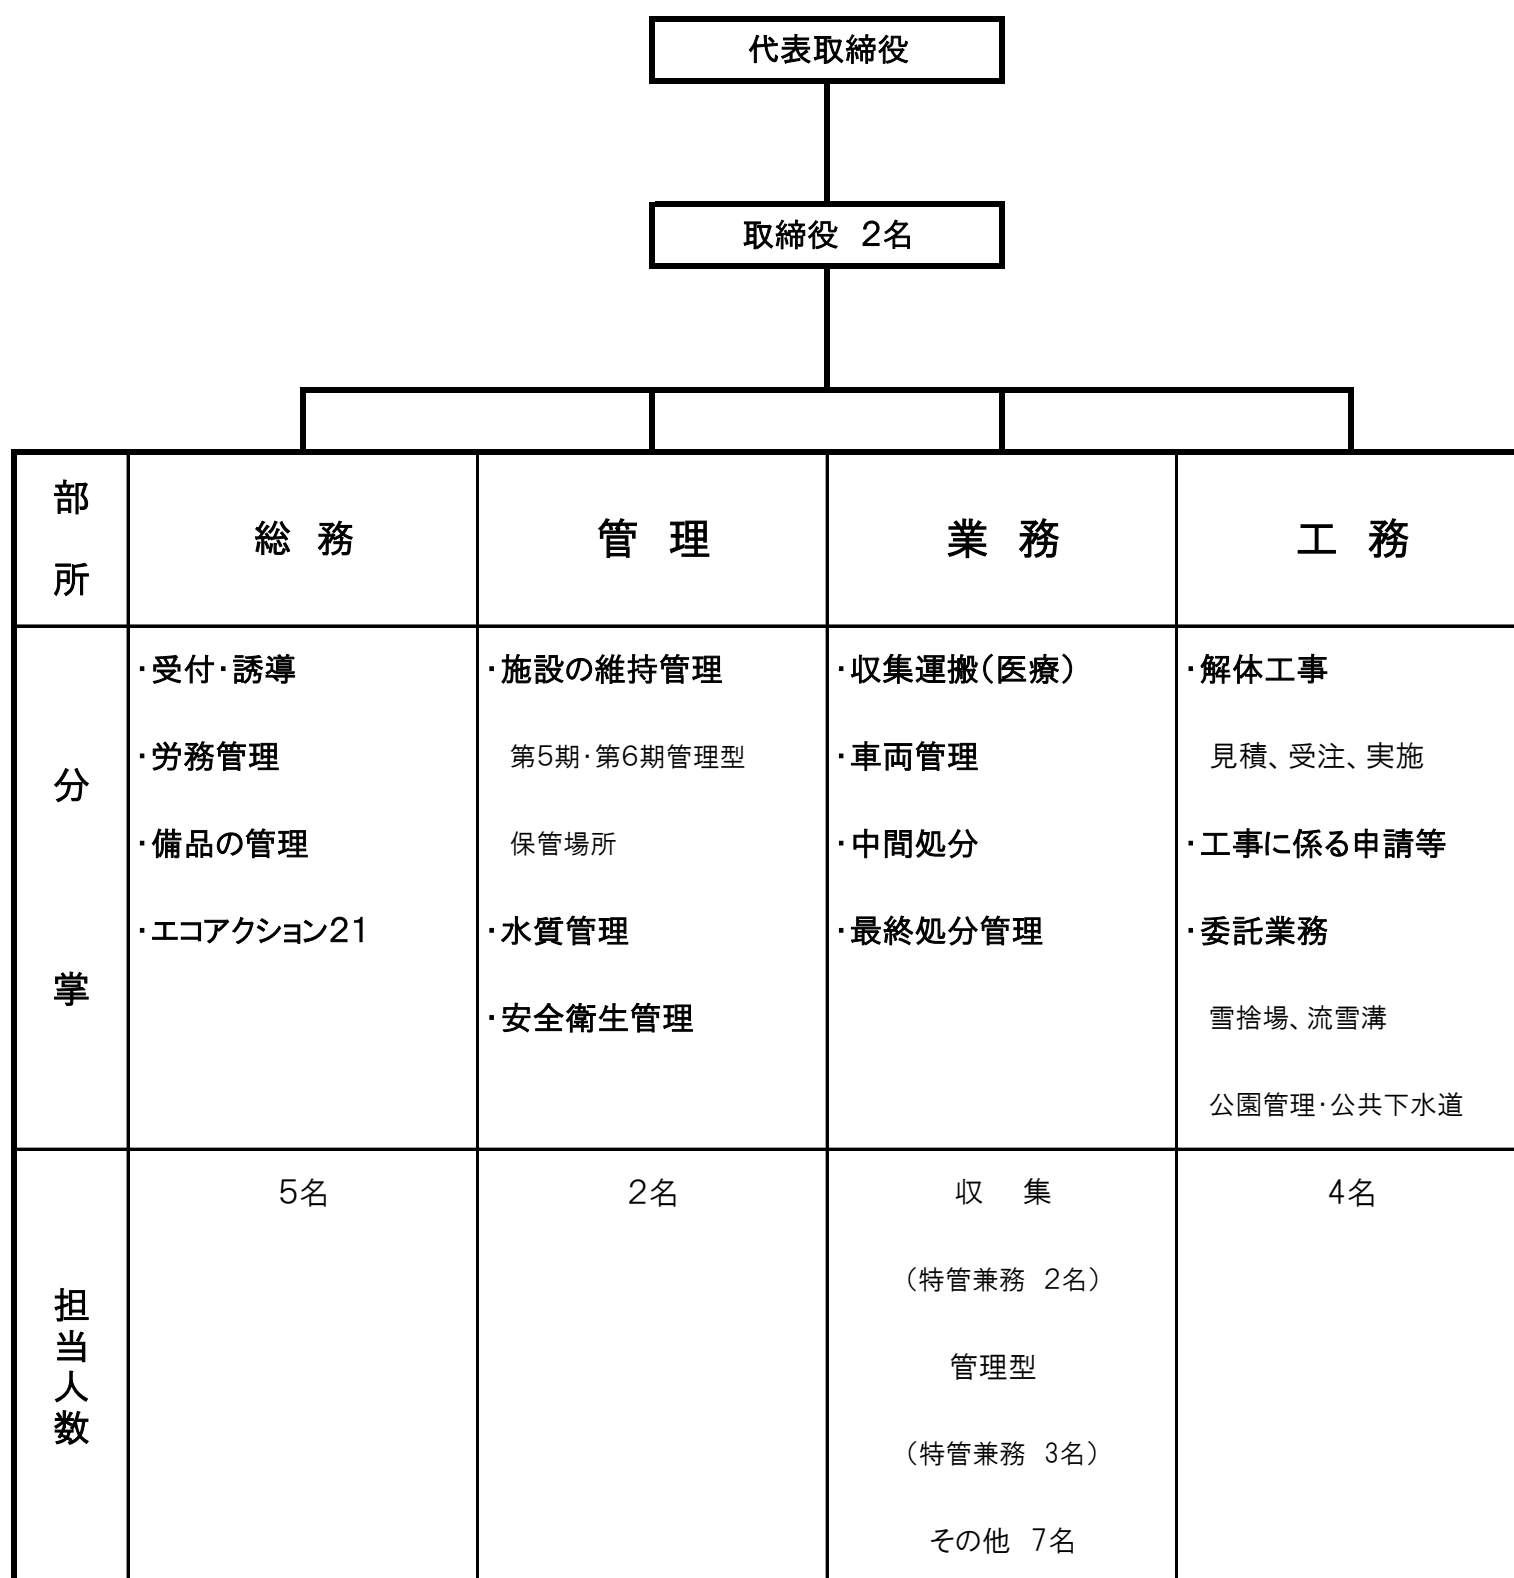 代表取締役
取締役　2名
部所
総 務
管 理
業 務
工 務
分掌
・受付・誘導
・労務管理
・備品の管理
・エコアクション21
・施設の維持管理
第5期・第6期管理型
保管場所
・水質管理
・安全衛生管理
・収集運搬（医療）
・車両管理
・中間処分
・最終処分管理
・解体工事
見積、受注、実施
・工事に係る申請等
・委託業務
雪捨場、流雪溝
公園管理・公共下水道
担当人数
5名
2名
収　集
（特管兼務　2名）
管理型
（特管兼務　3名）
その他　7名
4名